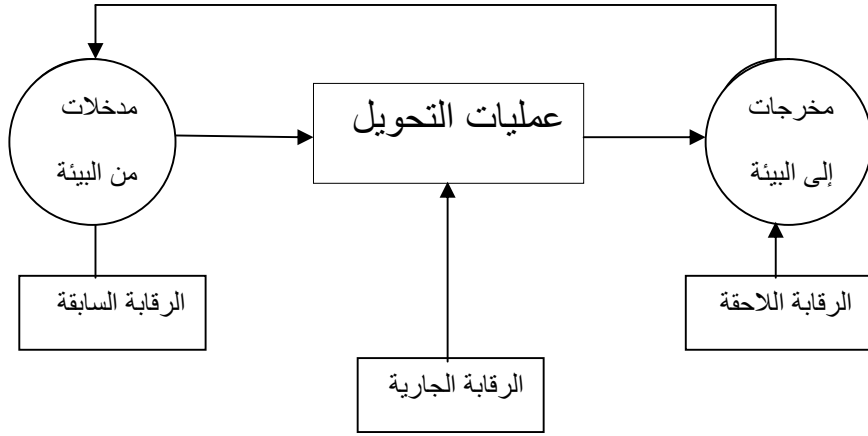 مدخلات
من البيئة
عمليات التحويل
مخرجات
إلى البيئة
الرقابة السابقة
الرقابة الجارية
الرقابة اللاحقة